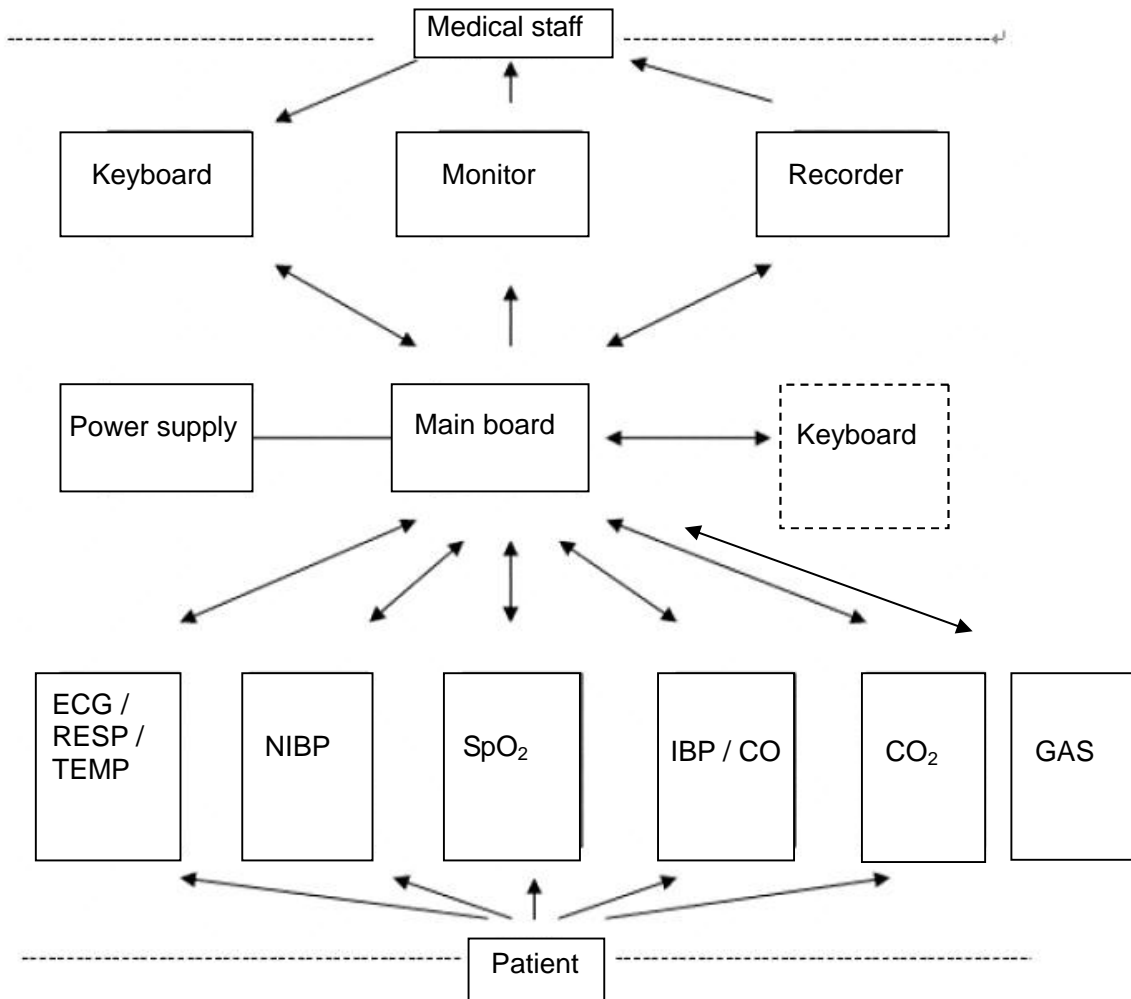 Medical staff
Keyboard
Monitor
Recorder
Power supply
Main board
Keyboard
ECG /
RESP /
TEMP
NIBP
SpO₂
IBP / CO
CO₂
GAS
Patient